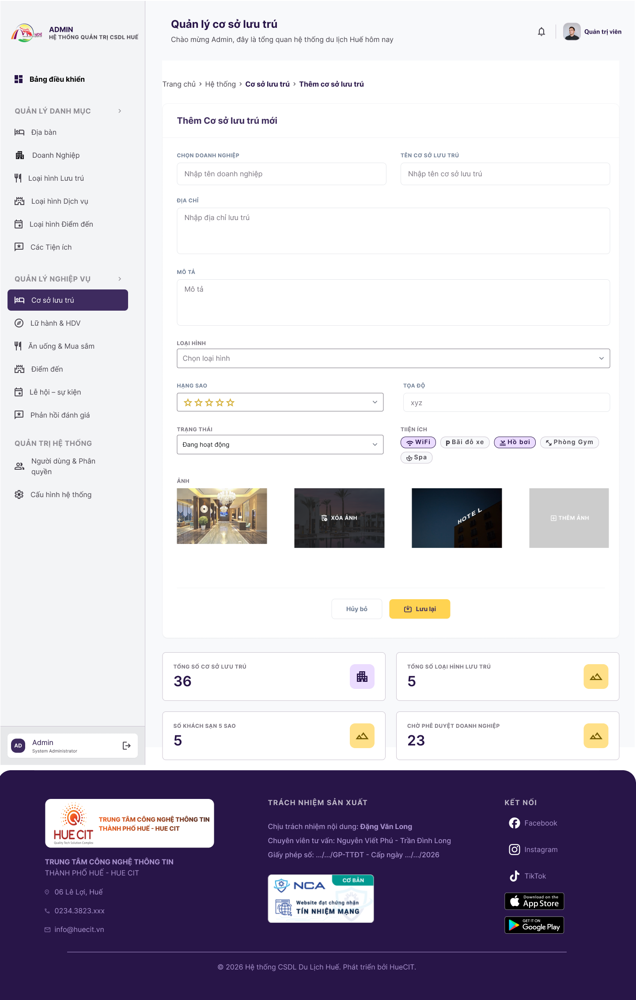 ADMIN
HỆ THỐNG QUẢN TRỊ CSDL HUẾ
Bảng điều khiển
QUẢN LÝ DANH MỤC
Địa bàn
Doanh Nghiệp
Loại hình Lưu trú
Loại hình Dịch vụ
Loại hình Điểm đến
Các Tiện ích
QUẢN LÝ NGHIỆP VỤ
Cơ sở lưu trú
Lữ hành & HDV
Ăn uống & Mua sắm
Điểm đến
Lễ hội – sự kiện
Phản hồi đánh giá
QUẢN TRỊ HỆ THỐNG
Người dùng & Phân
quyền
Cấu hình hệ thống
AD
Admin
System Administrator
Quản lý cơ sở lưu trú
Chào mừng Admin, đây là tổng quan hệ thống du lịch Huế hôm nay
Quản trị viên
Trang chủ > Hệ thống > Cơ sở lưu trú > Thêm cơ sở lưu trú
Thêm Cơ sở lưu trú mới
CHỌN DOANH NGHIỆP
Nhập tên doanh nghiệp
TÊN CƠ SỞ LƯU TRÚ
Nhập tên cơ sở lưu trú
ĐỊA CHỈ
Nhập địa chỉ lưu trú
MÔ TẢ
Mô tả
LOẠI HÌNH
Chọn loại hình
HẠNG SAO
TỌA ĐỘ
xyz
TRẠNG THÁI
Đang hoạt động
TIIỆN ÍCH
WiFi
Bãi đỗ xe
Hồ bơi
Phòng Gym
Spa
ẢNH
XÓA ẢNH
HOTEL
THÊM ẢNH
Hủy bỏ
Lưu lại
TỔNG SỐ CƠ SỞ LƯU TRÚ
36
TỔNG SỐ LOẠI HÌNH LƯU TRÚ
5
SỐ KHÁCH SẠN 5 SAO
5
CHỜ PHÊ DUYỆT DOANH NGHIỆP
23
HUE CIT
Quality Tech Solution Complex
TRUNG TÂM CÔNG NGHỆ THÔNG TIN
THÀNH PHỐ HUẾ - HUE CIT
TRUNG TÂM CÔNG NGHỆ THÔNG TIN
THÀNH PHỐ HUẾ - HUE CIT
06 Lê Lợi, Huế
0234.3823.xxx
info@huecit.vn
TRÁCH NHIỆM SẢN XUẤT
Chịu trách nhiệm nội dung: Đặng Văn Long
Chuyên viên tư vấn: Nguyễn Viết Phú - Trần Đình Long
Giấy phép số: .../.../GP-TTĐT - Cấp ngày .../.../2026
CƠ BẢN
NCA
Website đạt chứng nhận
TÍN NHIỆM MẠNG
KẾT NỐI
Facebook
Instagram
TikTok
Download on the
App Store
GET IT ON
Google Play
© 2026 Hệ thống CSDL Du Lịch Huế. Phát triển bởi HueCIT.